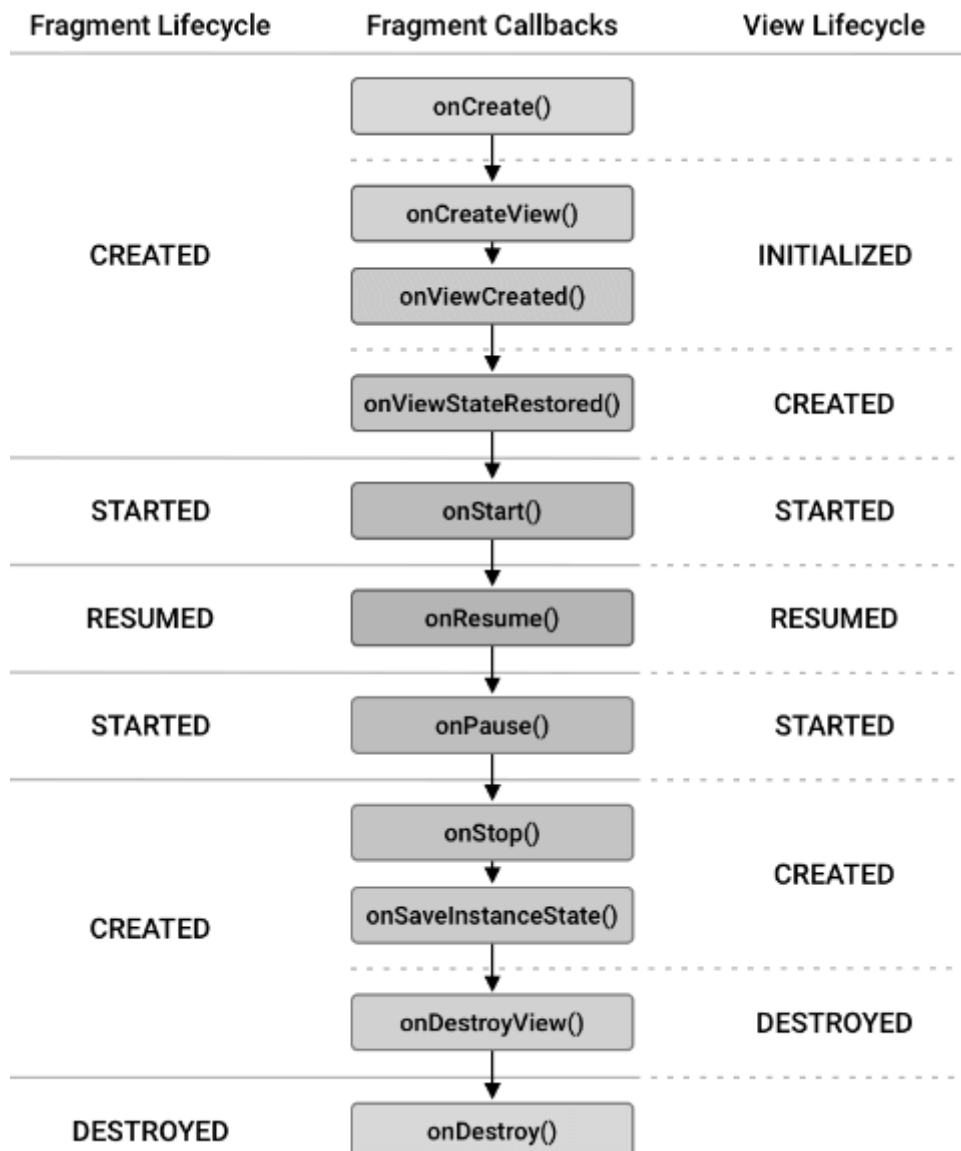 Fragment Lifecycle Fragment Callbacks View Lifecycle
onCreate()
onCreateView()
CREATED INITIALIZED
onViewCreated()
onViewStateRestored() CREATED
STARTED onStart() STARTED
RESUMED onResume() RESUMED
STARTED onPause() STARTED
onStop()
CREATED
onSaveInstanceState()
CREATED
onDestroyView() DESTROYED
DESTROYED onDestroy()